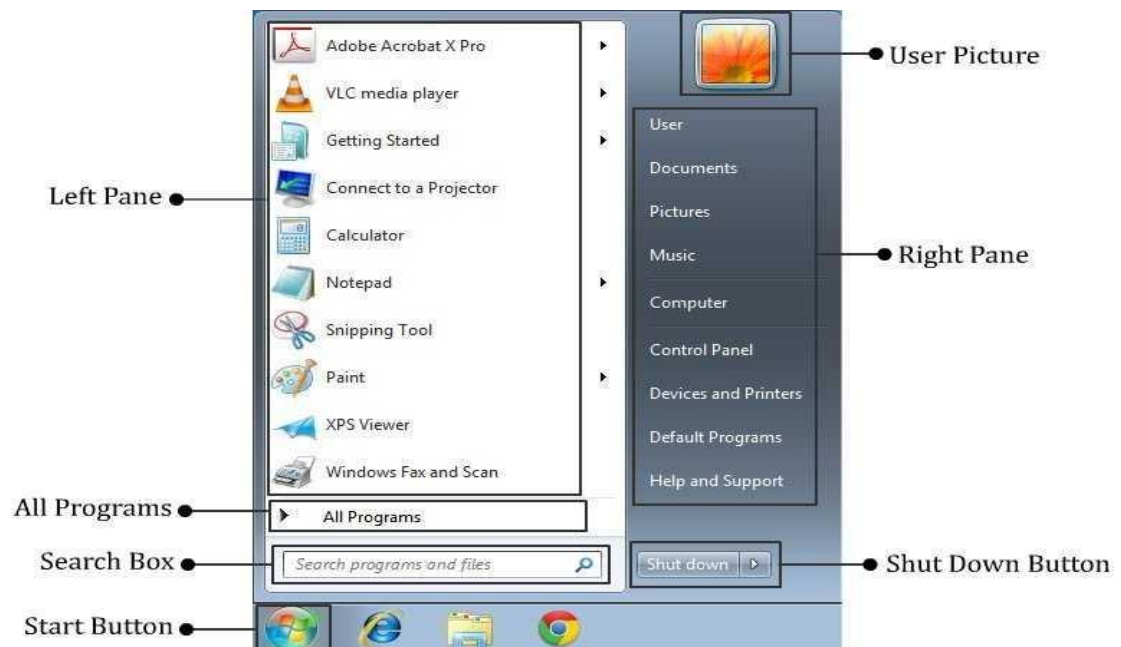 Adobe Acrobat X Pro
VLC media player
Getting Started
Connect to a Projector
Calculator
Notepad
Snipping Tool
Paint
XPS Viewer
Windows Fax and Scan
All Programs
Search programs and files
User
Documents
Pictures
Music
Computer
Control Panel
Devices and Printers
Default Programs
Help and Support
Shut down
Left Pane
All Programs
Search Box
Start Button
User Picture
Right Pane
Shut Down Button